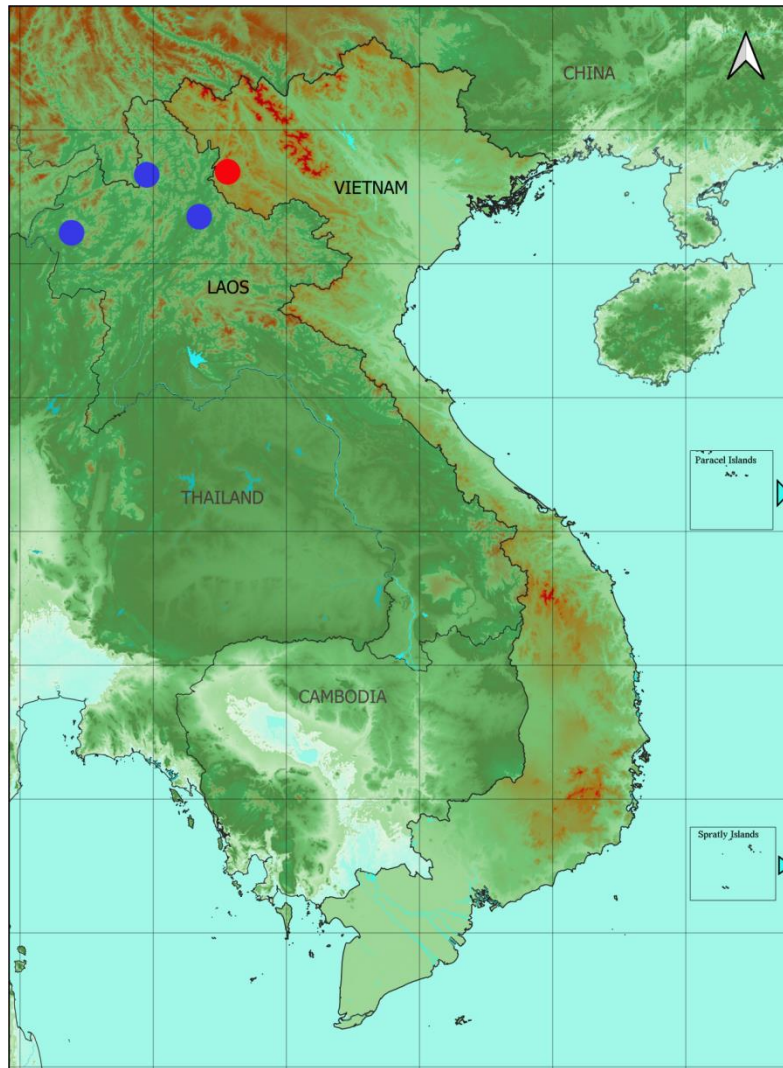 CHINA
VIETNAM
LAOS
Paracel Islands
THAILAND
CAMBODIA
Spratly Islands